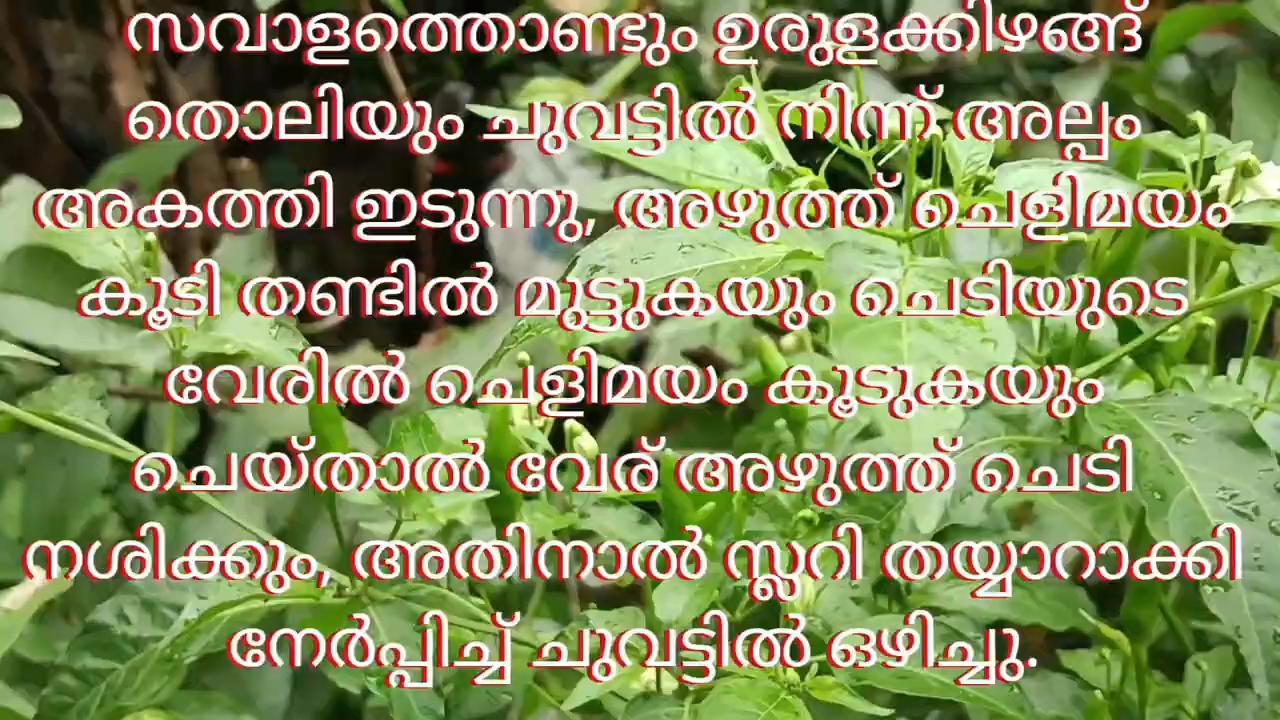 സവാളത്തൊണ്ടും ഉരുളക്കിഴങ്ങ്
തൊലിയും ചുവട്ടിൽ നിന്ന് അല്പം
അകത്തി ഇടുന്നു, അഴുത്ത് ചെളിമയം
കൂടി തണ്ടിൽ മുട്ടുകയും ചെടിയുടെ
വേരിൽ ചെളിമയം കൂടുകയും
ചെയ്താൽ വേര് അഴുത്ത് ചെടി
നശിക്കും, അതിനാൽ സ്ലറി തയ്യാറാക്കി
നേർപ്പിച്ച് ചുവട്ടിൽ ഒഴിച്ചു.